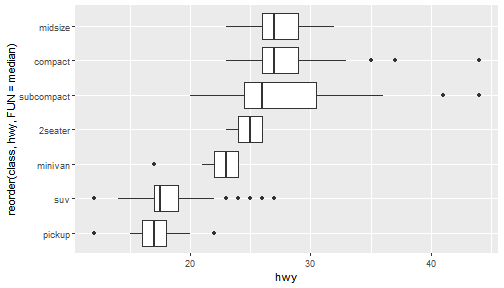 reorder(class, hwy, FUN = median)
midsize
compact
subcompact
2seater
minivan
suv
pickup
20 30 40
hwy